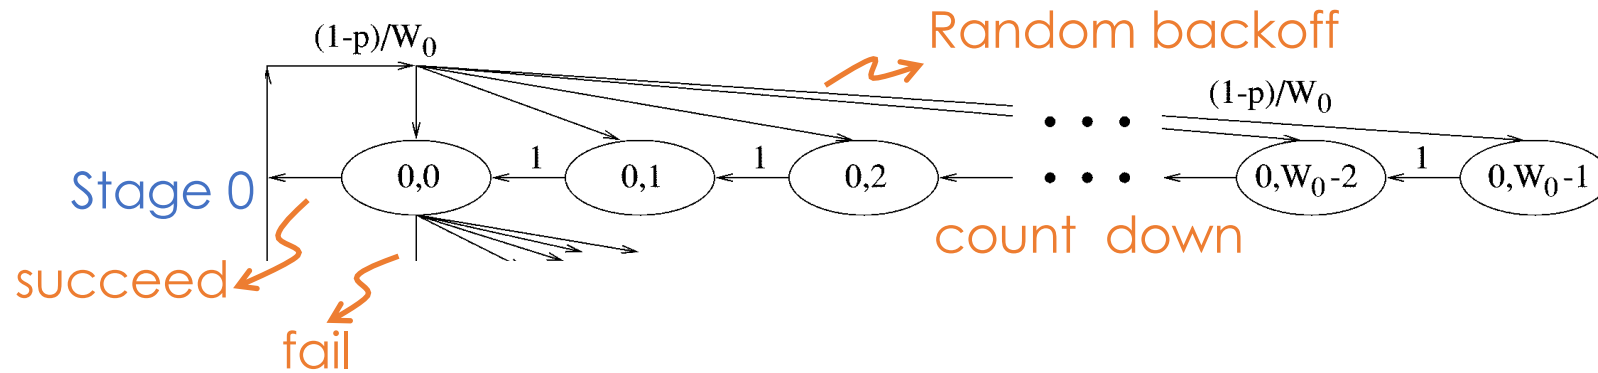 Random backoff
(1-p)/W₀
(1-p)/W₀
Stage 0
0,0
1
0,1
1
0,2
0,W₀-2
1
0,W₀-1
count down
succeed
fail